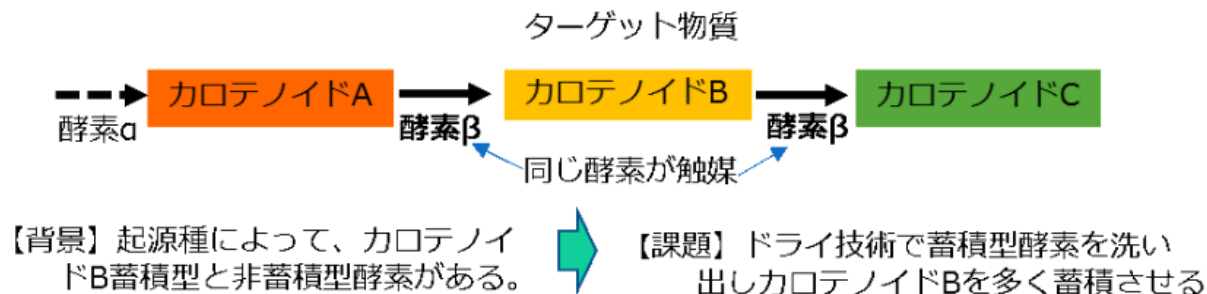 ターゲット物質
カロテノイドA
カロテノイドB
カロテノイドC
酵素α
酵素β
酵素β
同じ酵素が触媒
【背景】起源種によって、カロテノイ
ドB蓄積型と非蓄積型酵素がある。
【課題】ドライ技術で蓄積型酵素を洗い
出しカロテノイドBを多く蓄積させる